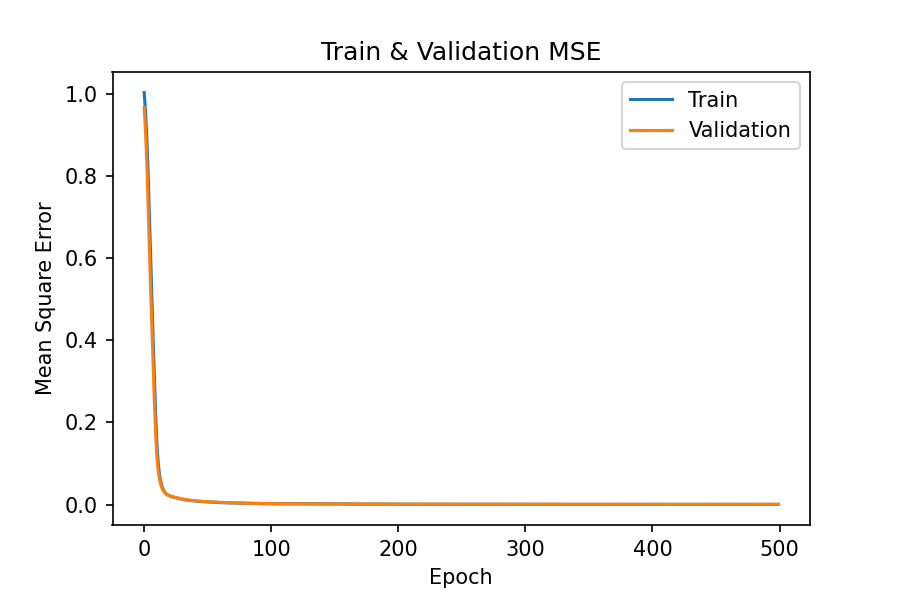 Train & Validation MSE
Train
Validation
1.0
0.8
0.6
0.4
0.2
0.0
Mean Square Error
0 100 200 300 400 500
Epoch